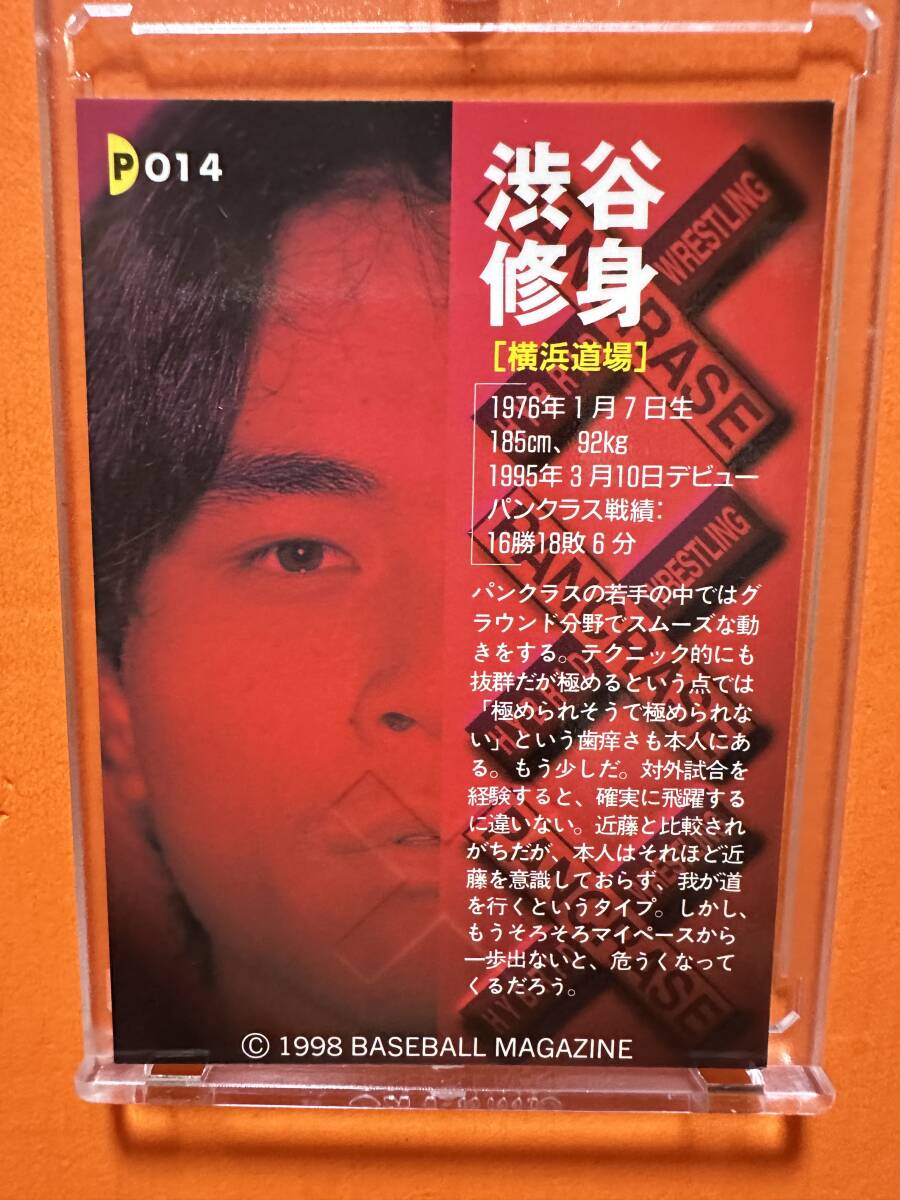 P014
渋谷
修身
[横浜道場]
1976年1月7日生
185cm、92kg
1995年3月10日デビュー
パンクラス戦績:
16勝18敗6分
パンクラスの若手の中ではグ
ラウンド分野でスムーズな動
きをする。テクニック的にも
抜群だが極めるという点では
「極められそうで極められな
い」という歯痒さも本人にあ
る。もう少しだ。対外試合を
経験すると、確実に飛躍する
に違いない。近藤と比較され
がちだが、本人はそれほど近
藤を意識しておらず、我が道
を行くというタイプ。しかし、
もうそろそろマイペースから
一歩出ないと、危うくなって
くるだろう。
WRESTLING
PANCRASE
HYBRID
WRESTLING
PANCRASE
HYBRID
PANCRASE
© 1998 BASEBALL MAGAZINE